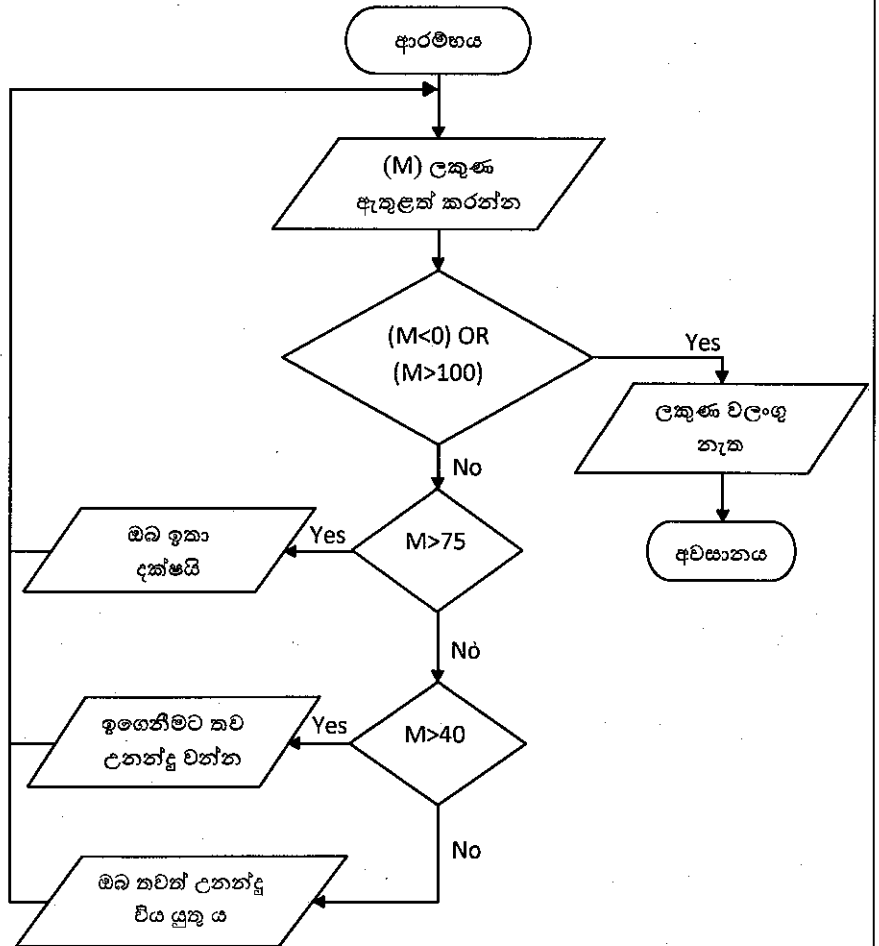 ආරම්භය
(M) ලකුණ
ඇතුළත් කරන්න
(M<0) OR
(M>100)
Yes
ලකුණ වලංගු
නැත
No
ඔබ ඉතා
දක්ෂයි
Yes
M>75
අවසානය
No
ඉගෙනීමට තව
උනන්දු වන්න
Yes
M>40
No
ඔබ තවත් උනන්දු
විය යුතු ය